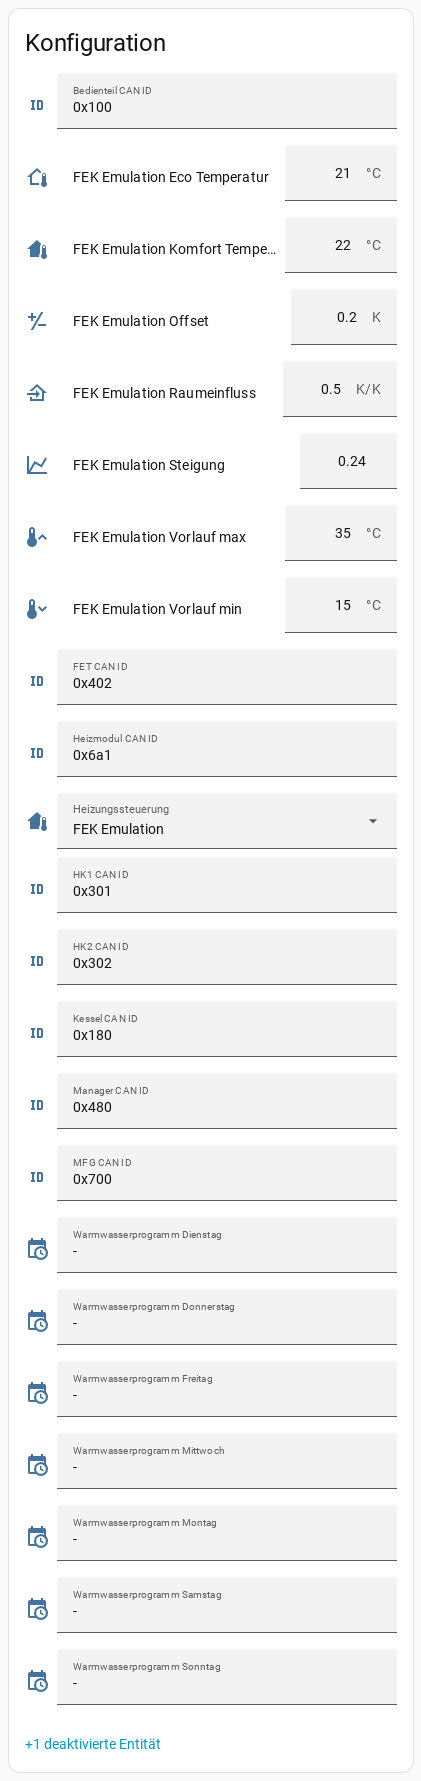 Konfiguration
Bedienteil CAN ID
0x100
FEK Emulation Eco Temperatur
21 °C
FEK Emulation Komfort Tempe…
22 °C
FEK Emulation Offset
0.2 K
FEK Emulation Raumeinfluss
0.5 K/K
FEK Emulation Steigung
0.24
FEK Emulation Vorlauf max
35 °C
FEK Emulation Vorlauf min
15 °C
FET CAN ID
0x402
Heizmodul CAN ID
0x6a1
Heizungssteuerung
FEK Emulation
HK1 CAN ID
0x301
HK2 CAN ID
0x302
Kessel CAN ID
0x180
Manager CAN ID
0x480
MFG CAN ID
0x700
Warmwasserprogramm Dienstag
-
Warmwasserprogramm Donnerstag
-
Warmwasserprogramm Freitag
-
Warmwasserprogramm Mittwoch
-
Warmwasserprogramm Montag
-
Warmwasserprogramm Samstag
-
Warmwasserprogramm Sonntag
-
+1 deaktivierte Entität